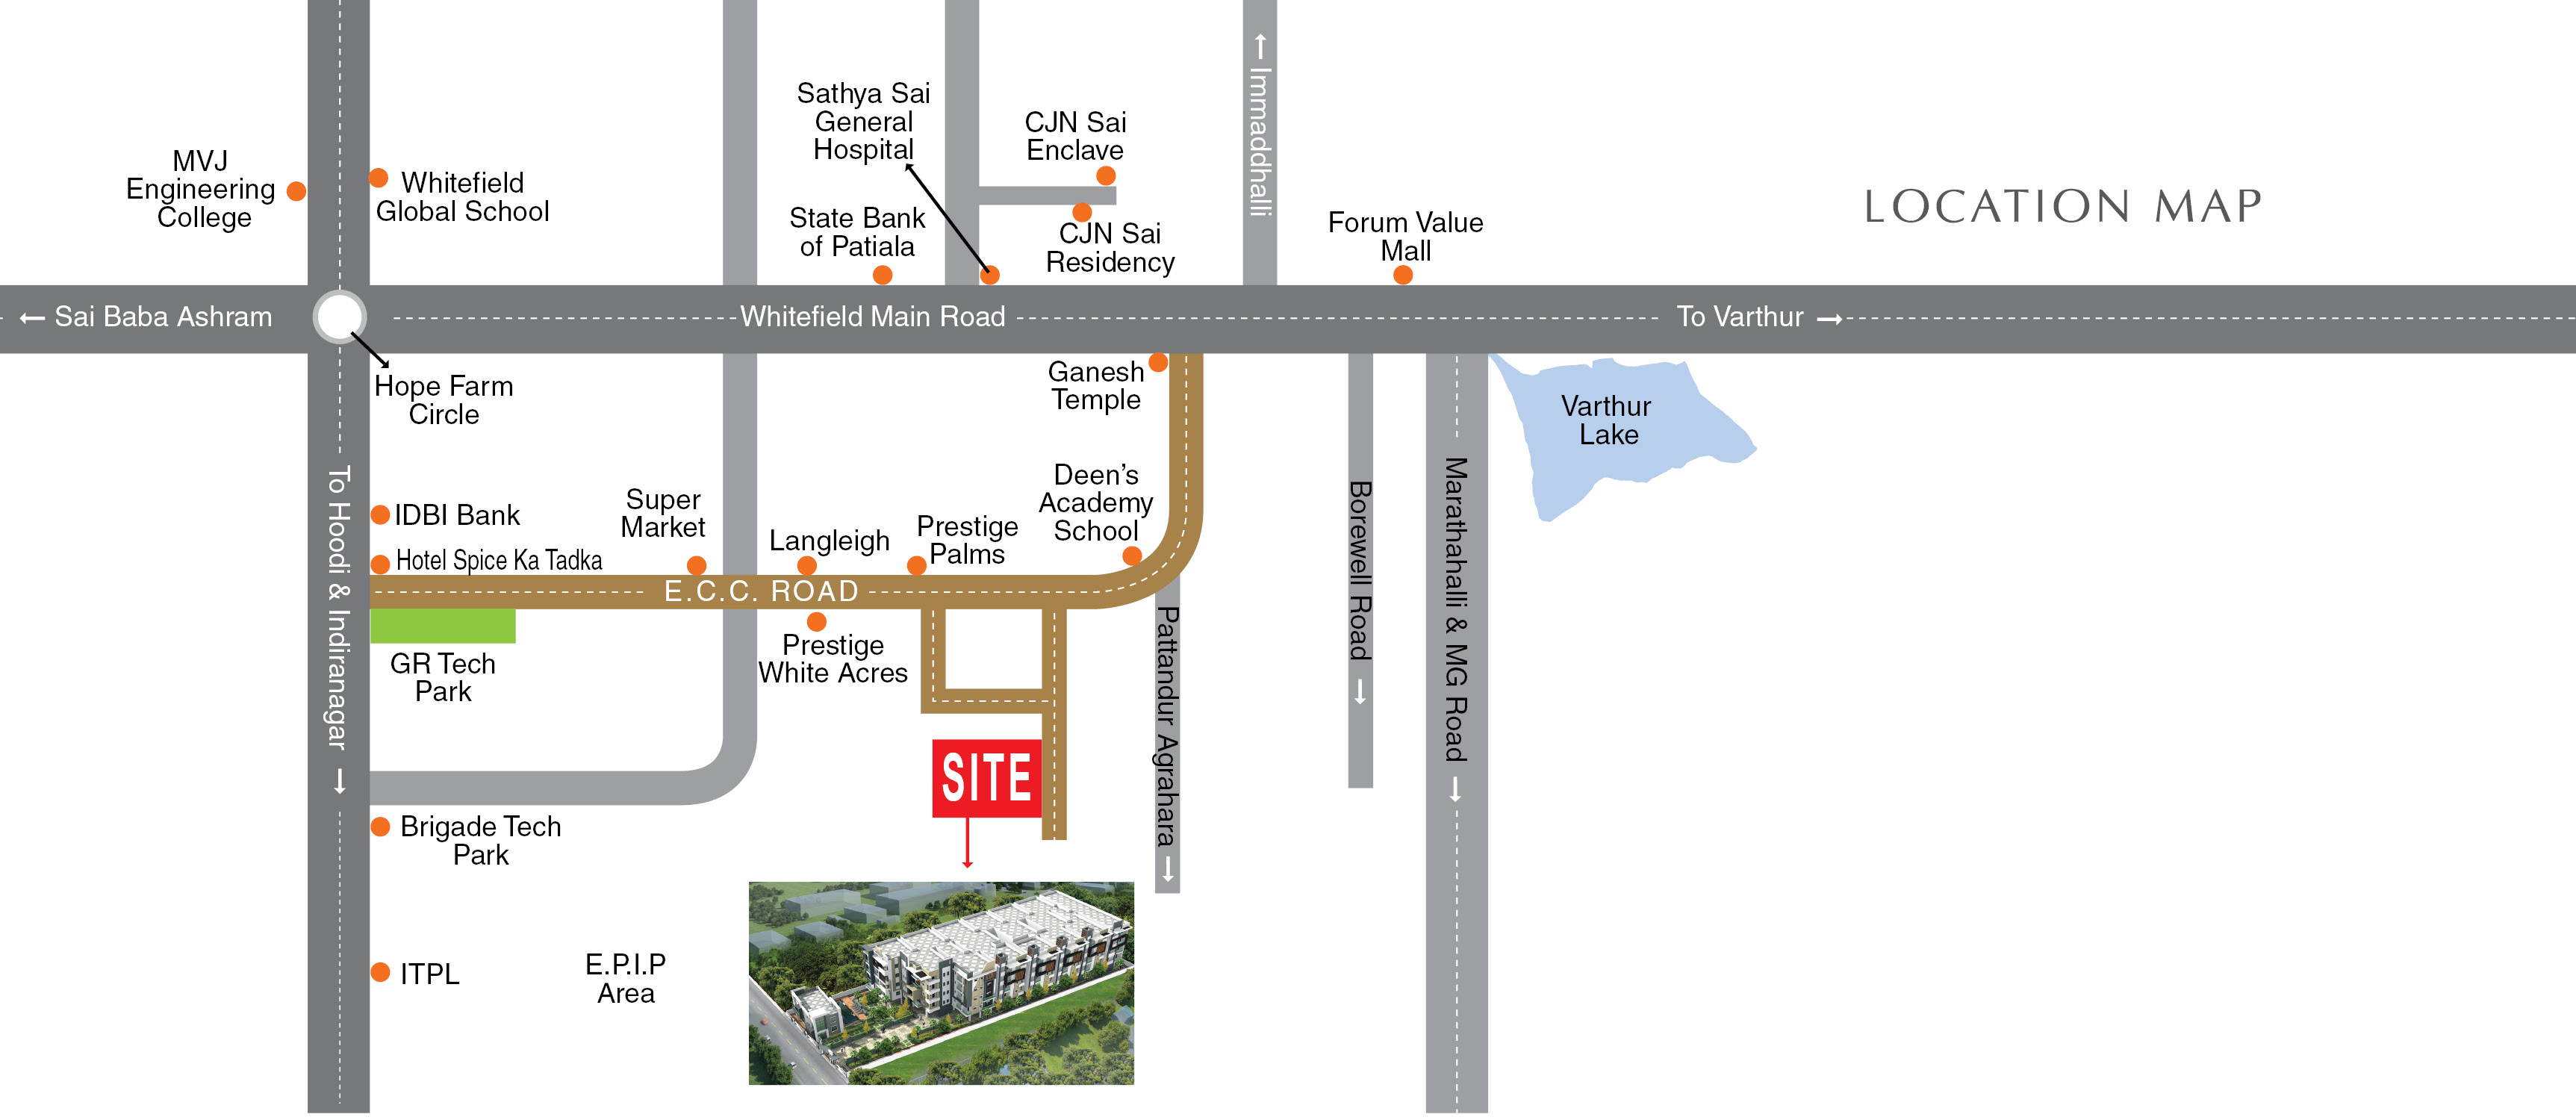 LOCATION MAP
MVJ
Engineering
College
Whitefield
Global School
Sathya Sai
General
Hospital
CJN Sai
Enclave
State Bank
of Patiala
CJN Sai
Residency
Immaddhalli
Forum Value
Mall
Sai Baba Ashram
Whitefield Main Road
To Varthur
Hope Farm
Circle
Ganesh
Temple
Varthur
Lake
To Hoodi & Indiranagar
IDBI Bank
Hotel Spice Ka Tadka
Super
Market
Langleigh
Prestige
Palms
Deen's
Academy
School
Borewell Road
Marathahalli & MG Road
E.C.C. ROAD
GR Tech
Park
Prestige
White Acres
Pattandur Agrahara
SITE
Brigade Tech
Park
ITPL
E.P.I.P
Area